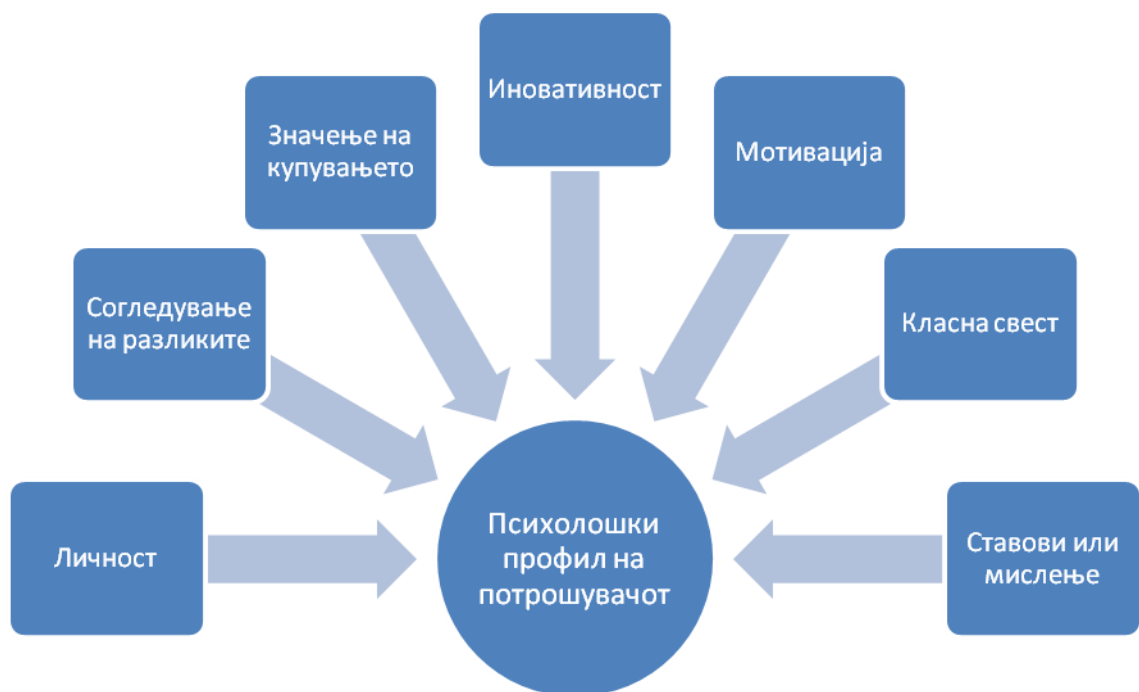 Иновативност
Значење на
купувањето
Мотивација
Согледување
на разликите
Класна свест
Личност
Психолошки
профил на
потрошувачот
Ставови или
мислење